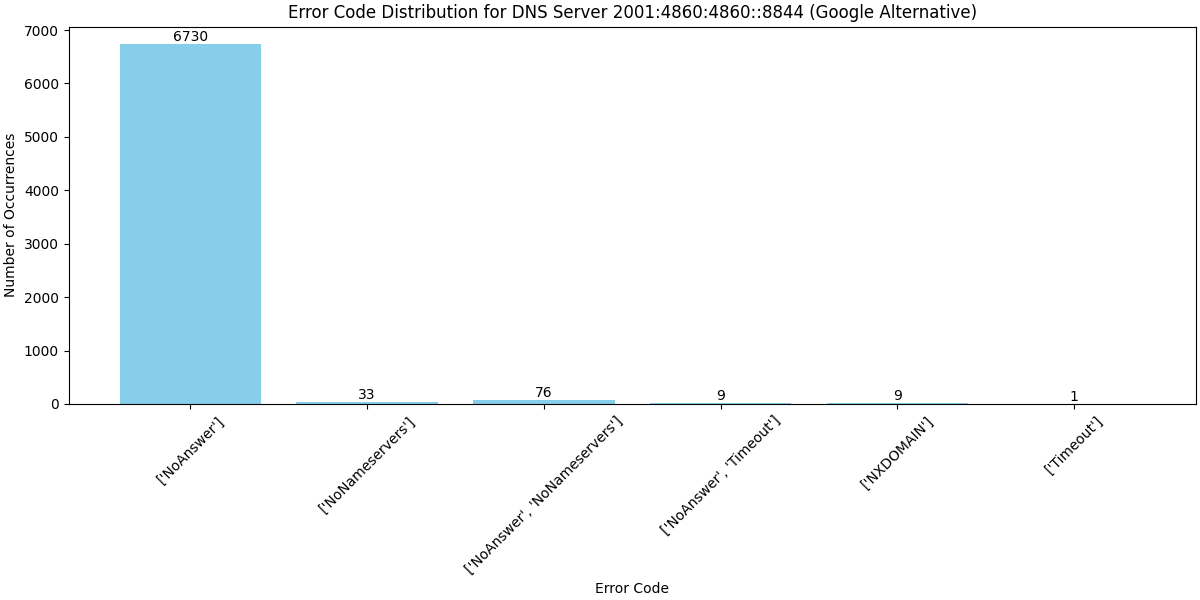 Error Code Distribution for DNS Server 2001:4860:4860::8844 (Google Alternative)
Number of Occurrences
7000
6000
5000
4000
3000
2000
1000
0
6730
33
76
9
9
1
['NoAnswer']
['NoNameservers']
['NoAnswer', 'NoNameservers']
['NoAnswer', 'Timeout']
['NXDOMAIN']
['Timeout']
Error Code